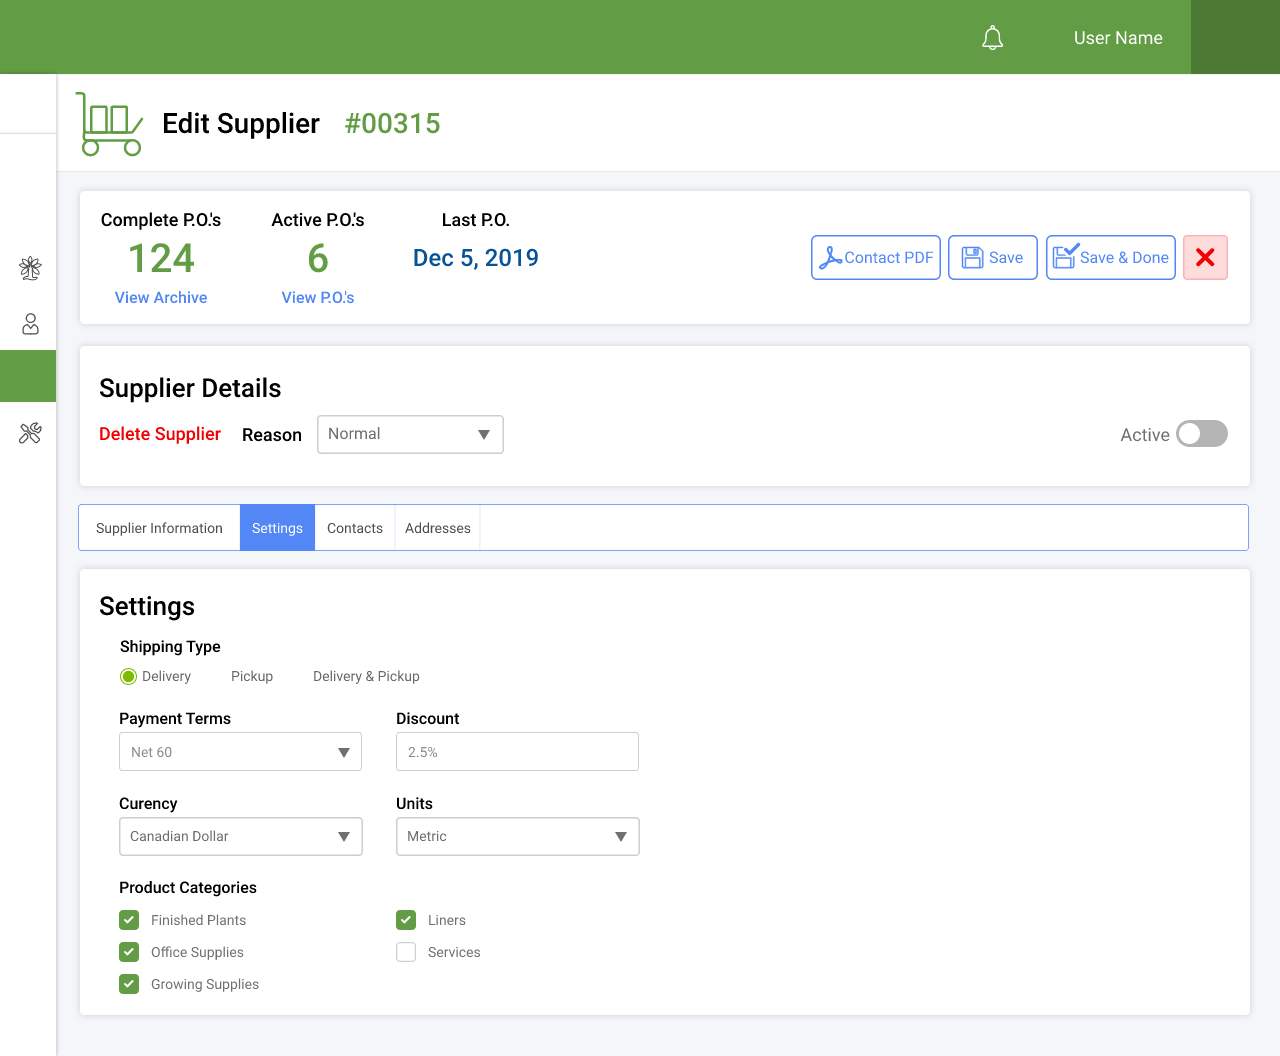 User Name
Edit Supplier #00315
Complete P.O.'s Active P.O.'s Last P.O.
124 6 Dec 5, 2019
View Archive View P.O.'s
Contact PDF Save Save & Done
Supplier Details
Delete Supplier Reason Normal Active
Supplier Information Settings Contacts Addresses
Settings
Shipping Type
Delivery Pickup Delivery & Pickup
Payment Terms Discount
Net 60 2.5%
Curency Units
Canadian Dollar Metric
Product Categories
Finished Plants Liners
Office Supplies Services
Growing Supplies